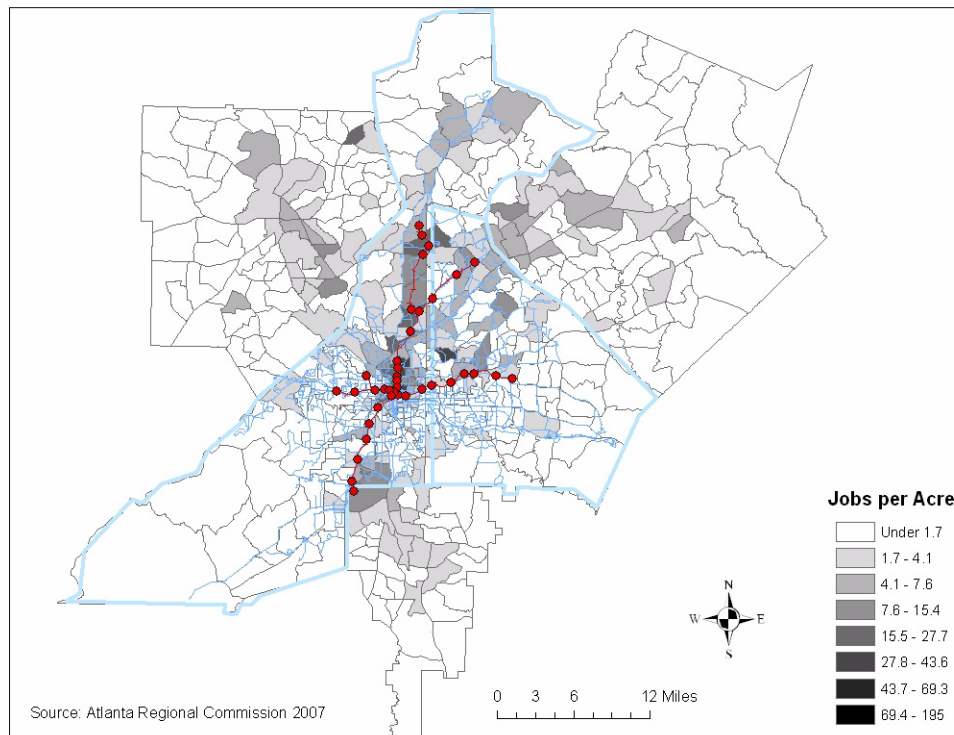 N
W E
S
Jobs per Acre
Under 1.7
1.7 - 4.1
4.1 - 7.6
7.6 - 15.4
15.5 - 27.7
27.8 - 43.6
43.7 - 69.3
69.4 - 195
0 3 6 12 Miles
Source: Atlanta Regional Commission 2007